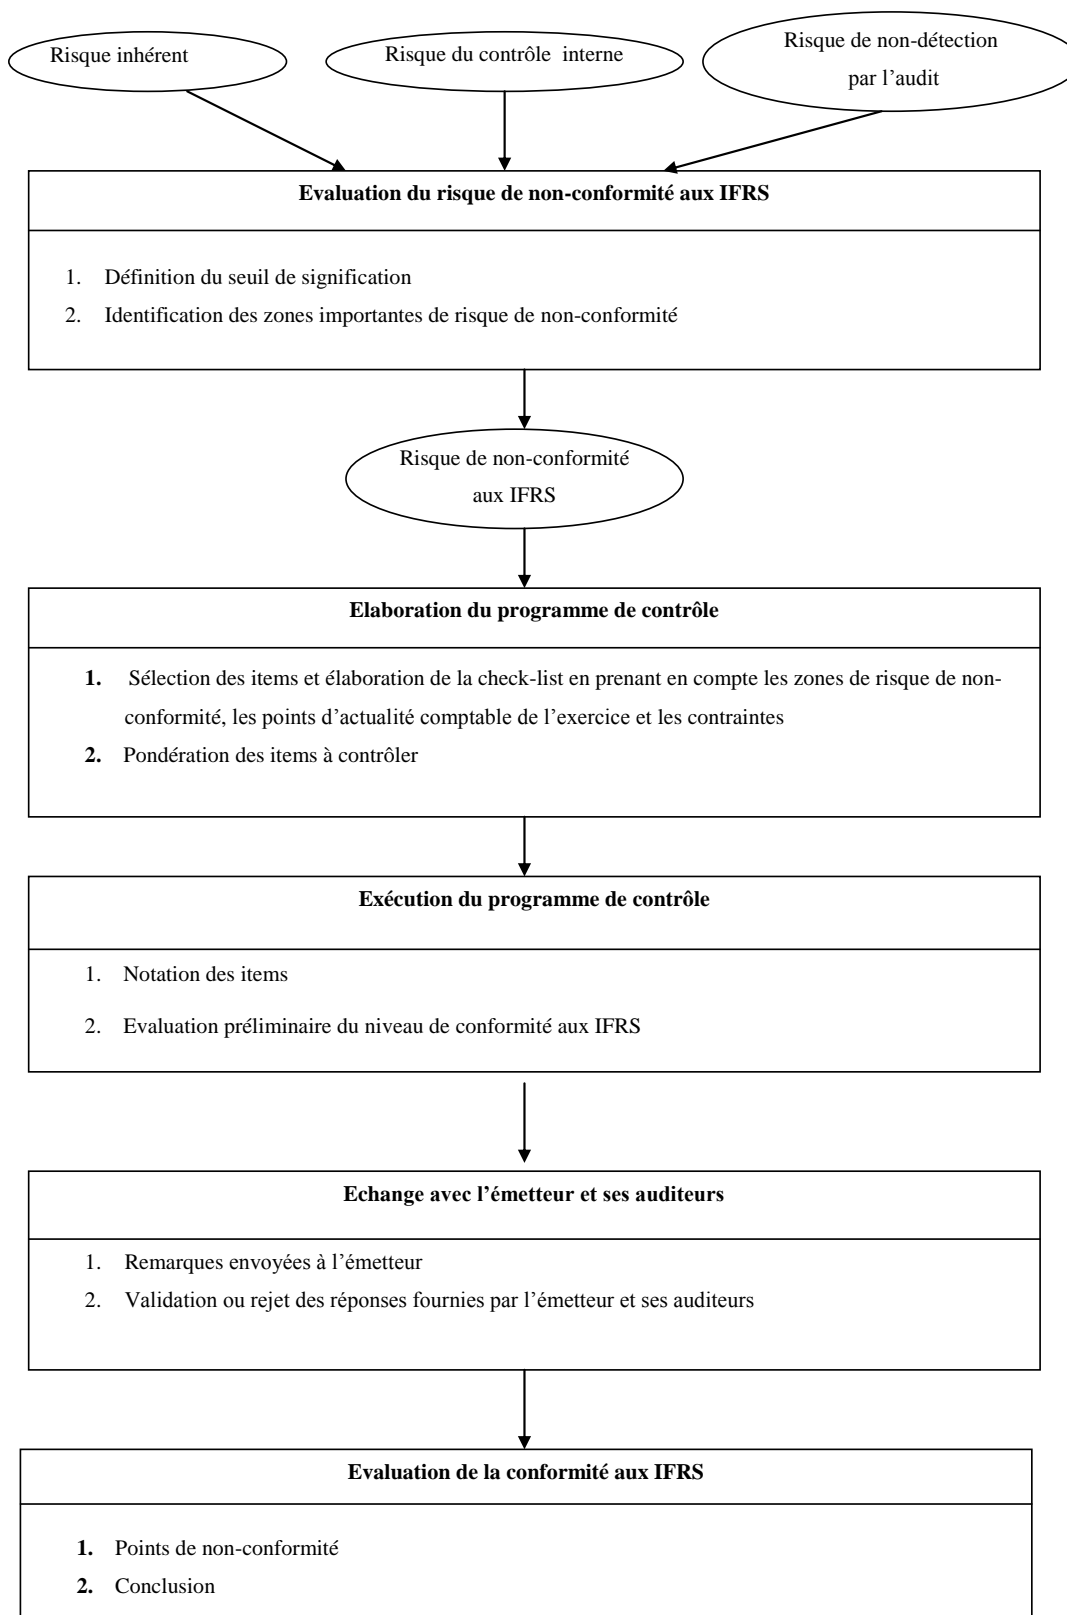 Risque inhérent
Risque du contrôle interne
Risque de non-détection
par l’audit
Evaluation du risque de non-conformité aux IFRS
1. Définition du seuil de signification
2. Identification des zones importantes de risque de non-conformité
Risque de non-conformité
aux IFRS
Elaboration du programme de contrôle
1. Sélection des items et élaboration de la check-list en prenant en compte les zones de risque de non-
conformité, les points d’actualité comptable de l’exercice et les contraintes
2. Pondération des items à contrôler
Exécution du programme de contrôle
1. Notation des items
2. Evaluation préliminaire du niveau de conformité aux IFRS
Echange avec l’émetteur et ses auditeurs
1. Remarques envoyées à l’émetteur
2. Validation ou rejet des réponses fournies par l’émetteur et ses auditeurs
Evaluation de la conformité aux IFRS
1. Points de non-conformité
2. Conclusion